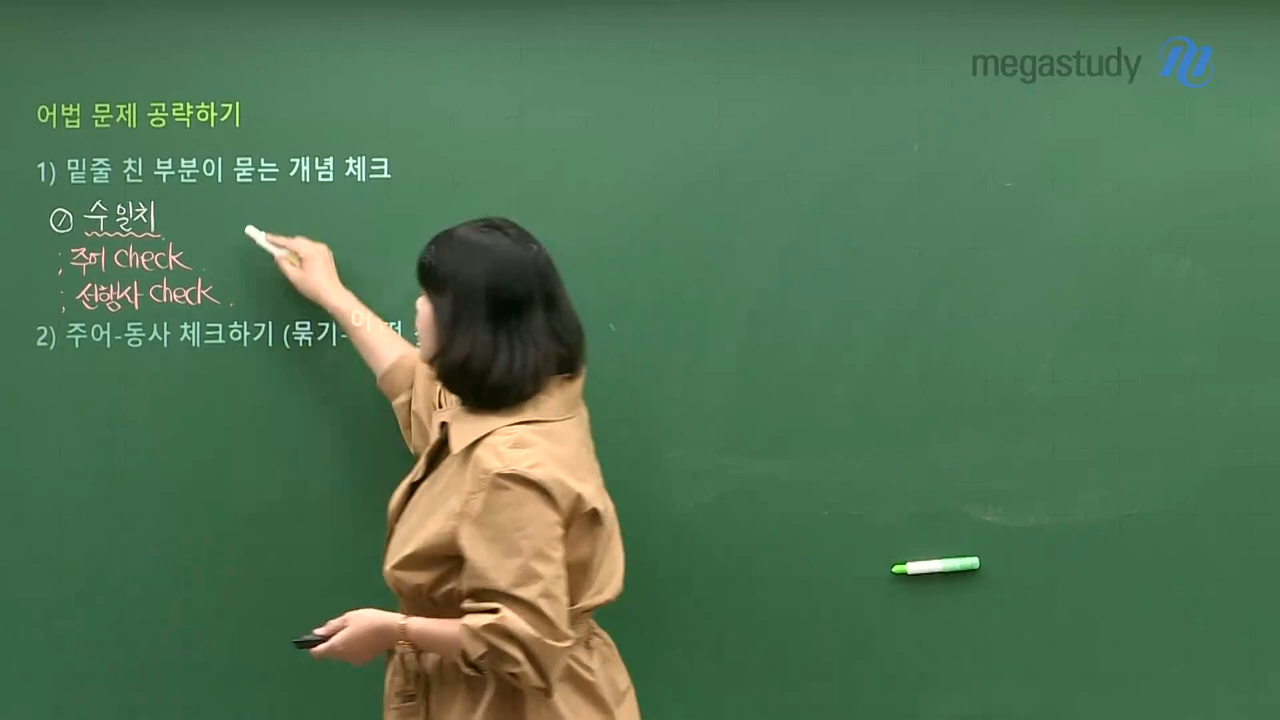 megastudy
어법 문제 공략하기
1) 밑줄 친 부분이 묻는 개념 체크
① 수일치
; 주어 check
; 선행사 check
2) 주어-동사 체크하기 (묶기-